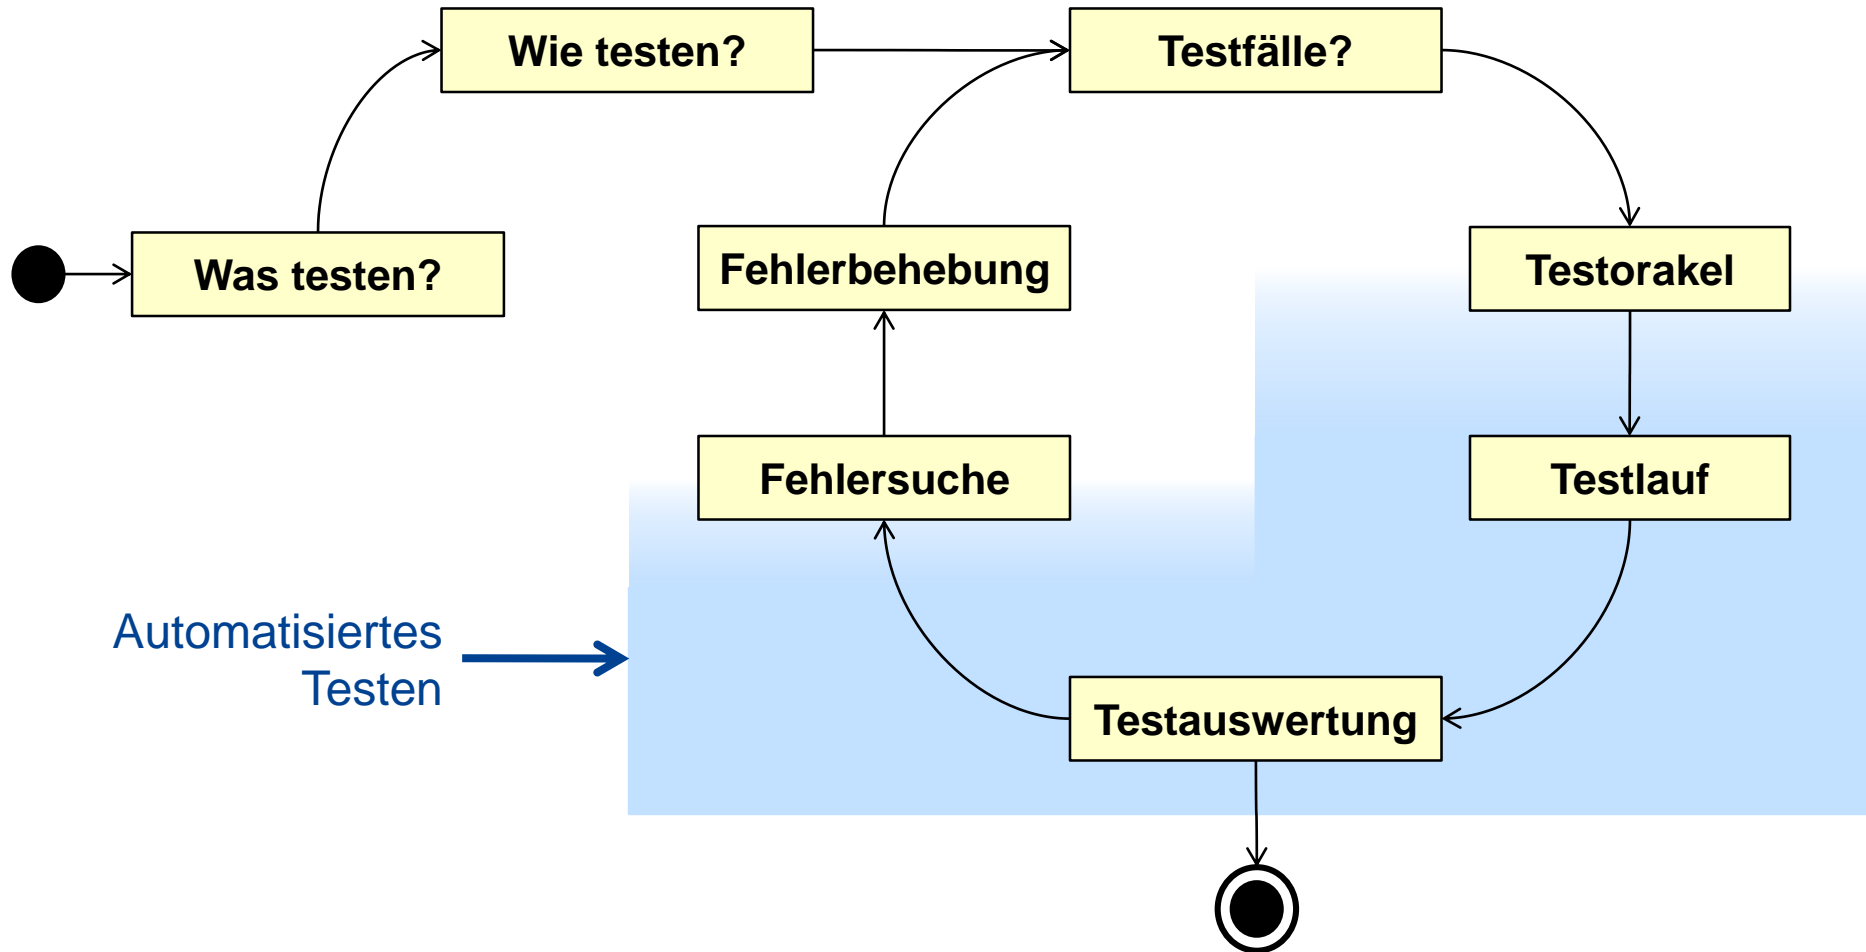 Wie testen?
Testfälle?
Was testen?
Fehlerbehebung
Testorakel
Fehlersuche
Testlauf
Automatisiertes
Testen
Testauswertung